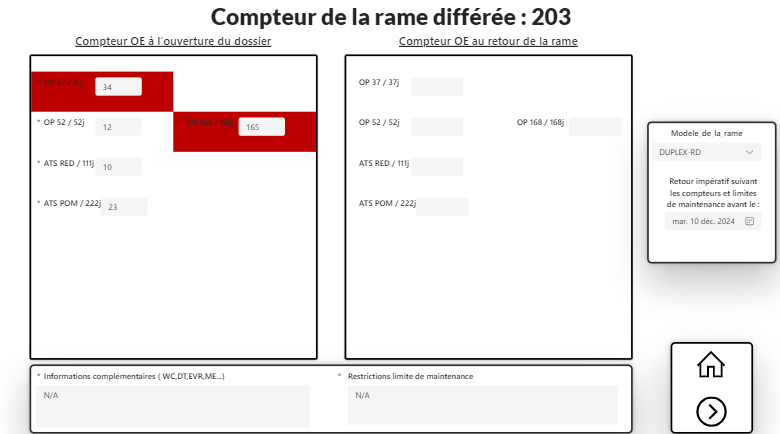 Compteur de la rame différée : 203
Compteur OE à l'ouverture du dossier
* OP 37 / 37j 34
* OP 52 / 52j 12
* OP 168 / 168j 165
* ATS RED / 111j 10
* ATS POM / 222j 23
Compteur OE au retour de la rame
OP 37 / 37j
OP 52 / 52j
OP 168 / 168j
ATS RED / 111j
ATS POM / 222j
Modele_de_la_rame
DUPLEX-RD
Retour impératif suivant
les compteurs et limites
de maintenance avant le :
mar. 10 déc. 2024
* Informations complémentaires ( WC,DT,EVR,ME...)
N/A
* Restrictions limite de maintenance
N/A